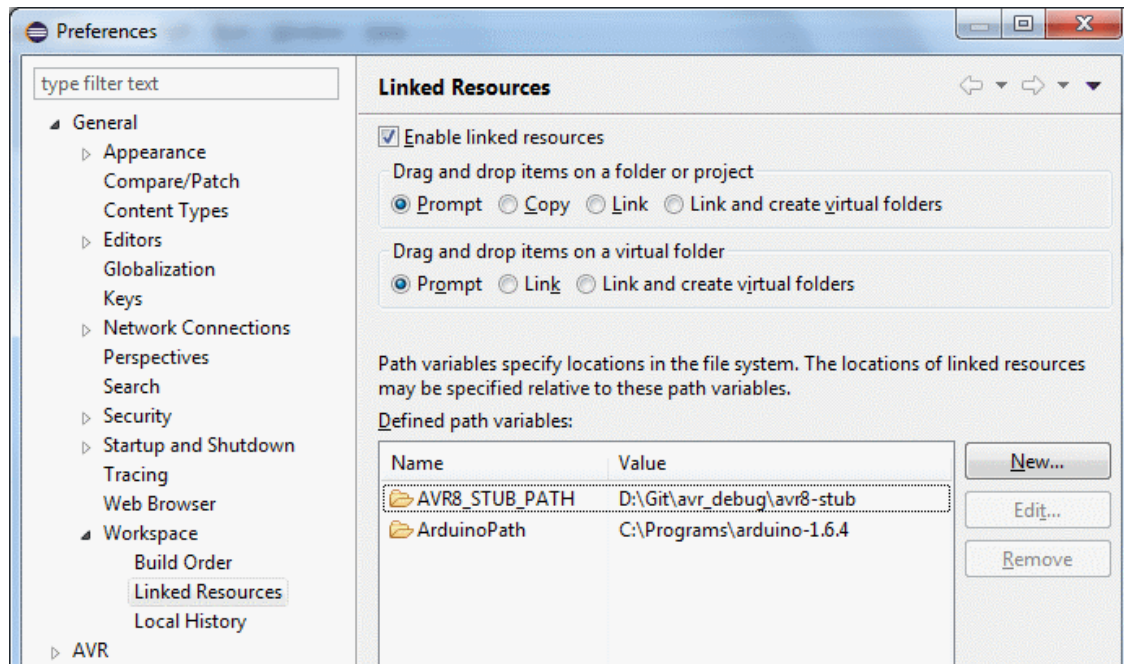 Preferences
type filter text
General
Appearance
Compare/Patch
Content Types
Editors
Globalization
Keys
Network Connections
Perspectives
Search
Security
Startup and Shutdown
Tracing
Web Browser
Workspace
Build Order
Linked Resources
Local History
AVR
Linked Resources
Enable linked resources
Drag and drop items on a folder or project
Prompt Copy Link Link and create virtual folders
Drag and drop items on a virtual folder
Prompt Link Link and create virtual folders
Path variables specify locations in the file system. The locations of linked resources
may be specified relative to these path variables.
Defined path variables:
Name Value
AVR8_STUB_PATH D:\Git\avr_debug\avr8-stub
ArduinoPath C:\Programs\arduino-1.6.4
New...
Edit...
Remove